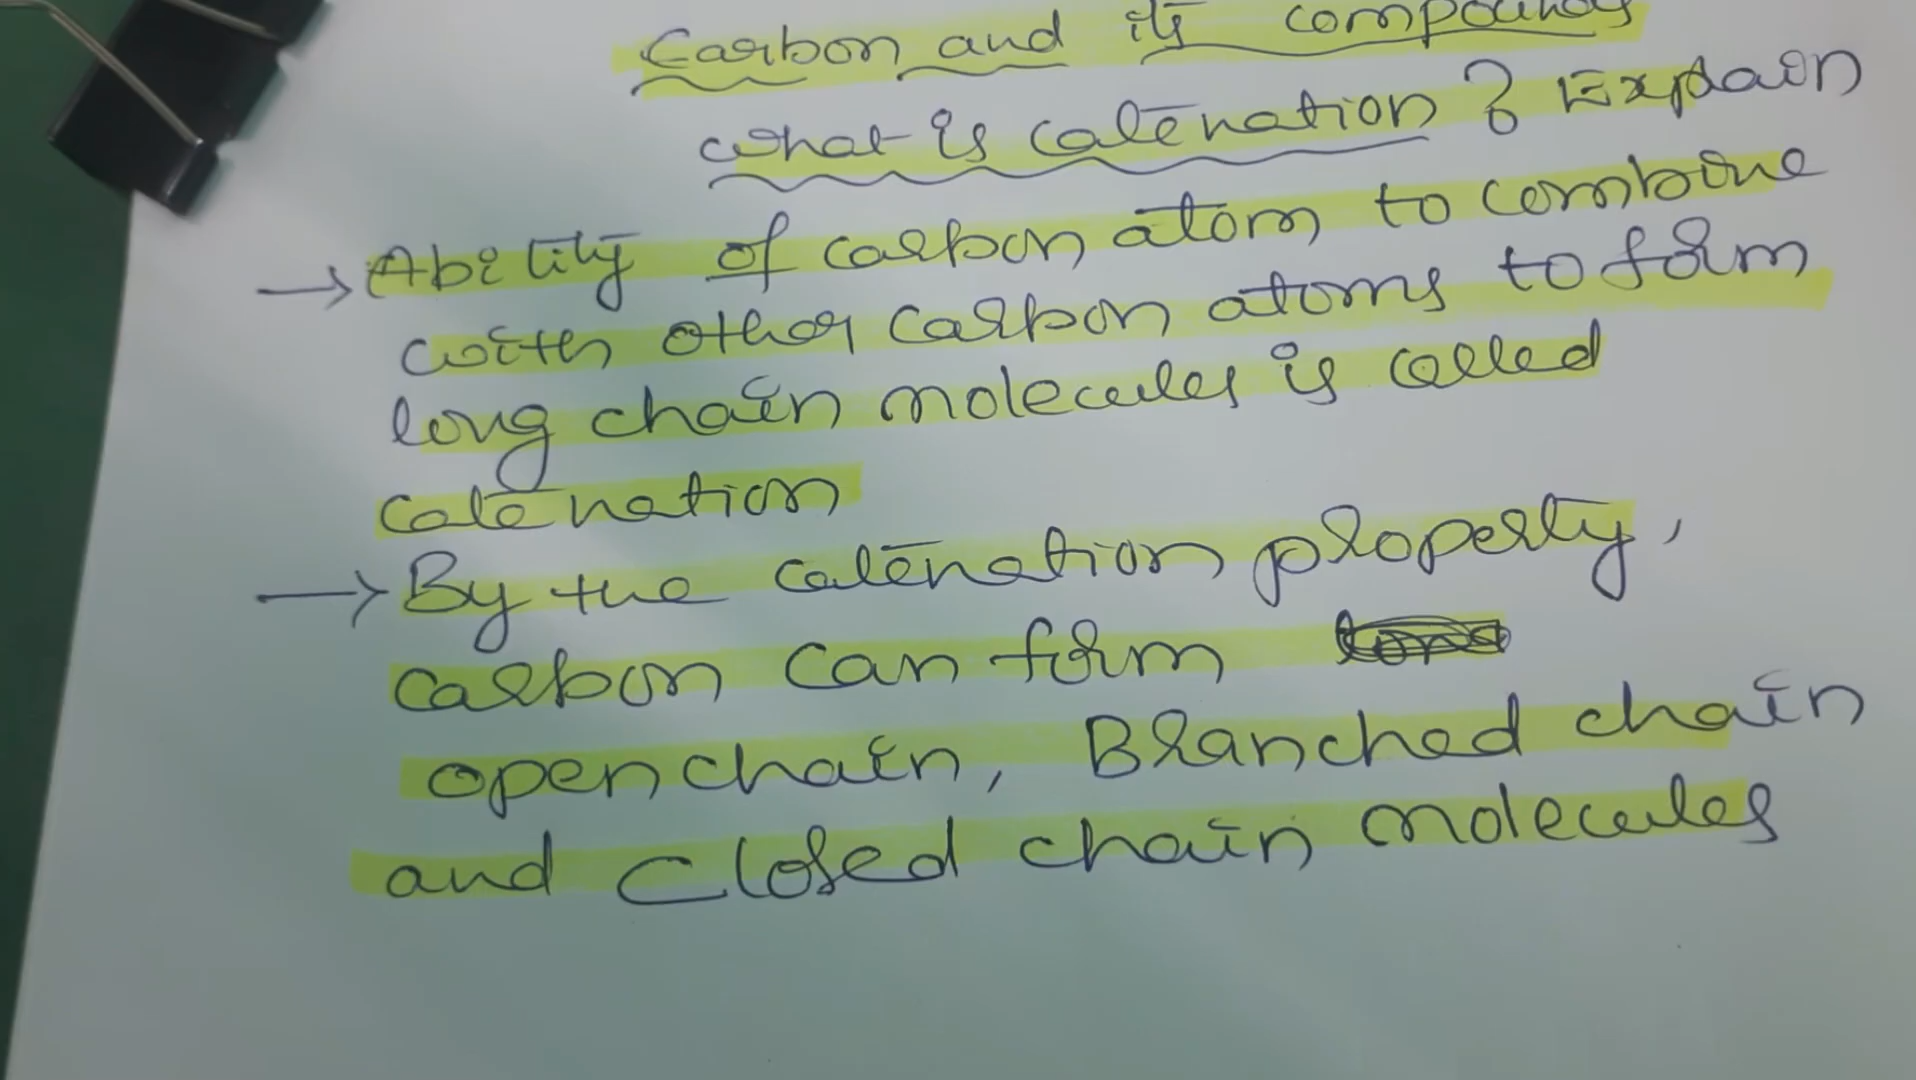 Carbon and its compounds
what is catenation? Explain
→ Ability of carbon atom to combine
with other carbon atoms to form
long chain molecules is called
catenation
→ By the catenation property,
carbon can form
open chain, Branched chain
and closed chain molecules